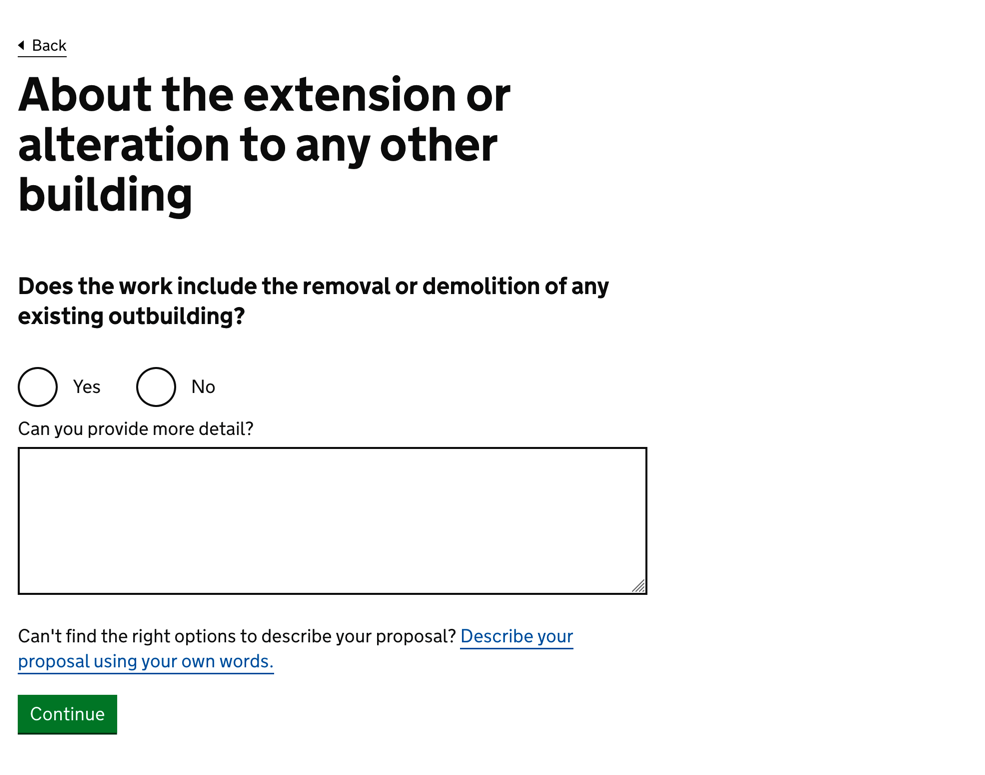 Back
About the extension or
alteration to any other
building
Does the work include the removal or demolition of any
existing outbuilding?
Yes No
Can you provide more detail?
Can't find the right options to describe your proposal? Describe your
proposal using your own words.
Continue